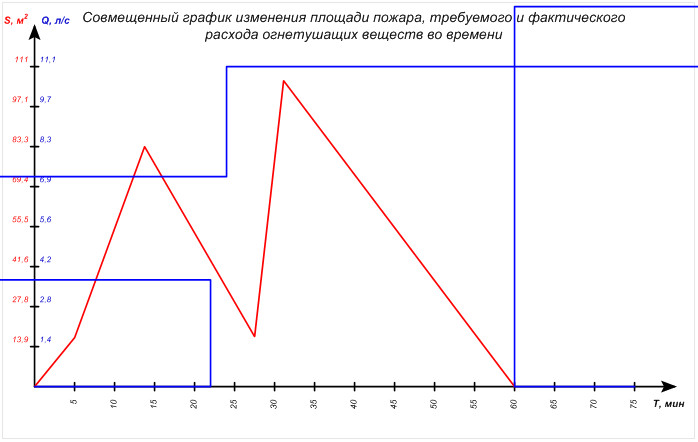 Совмещенный график изменения площади пожара, требуемого и фактического
расхода огнетушащих веществ во времени
S, м² Q, л/с
111 11,1
97,1 9,7
83,3 8,3
69,4 6,9
55,5 5,6
41,6 4,2
27,8 2,8
13,9 1,4
5 10 15 20 25 30 35 40 45 50 55 60 65 70 75 Т, мин